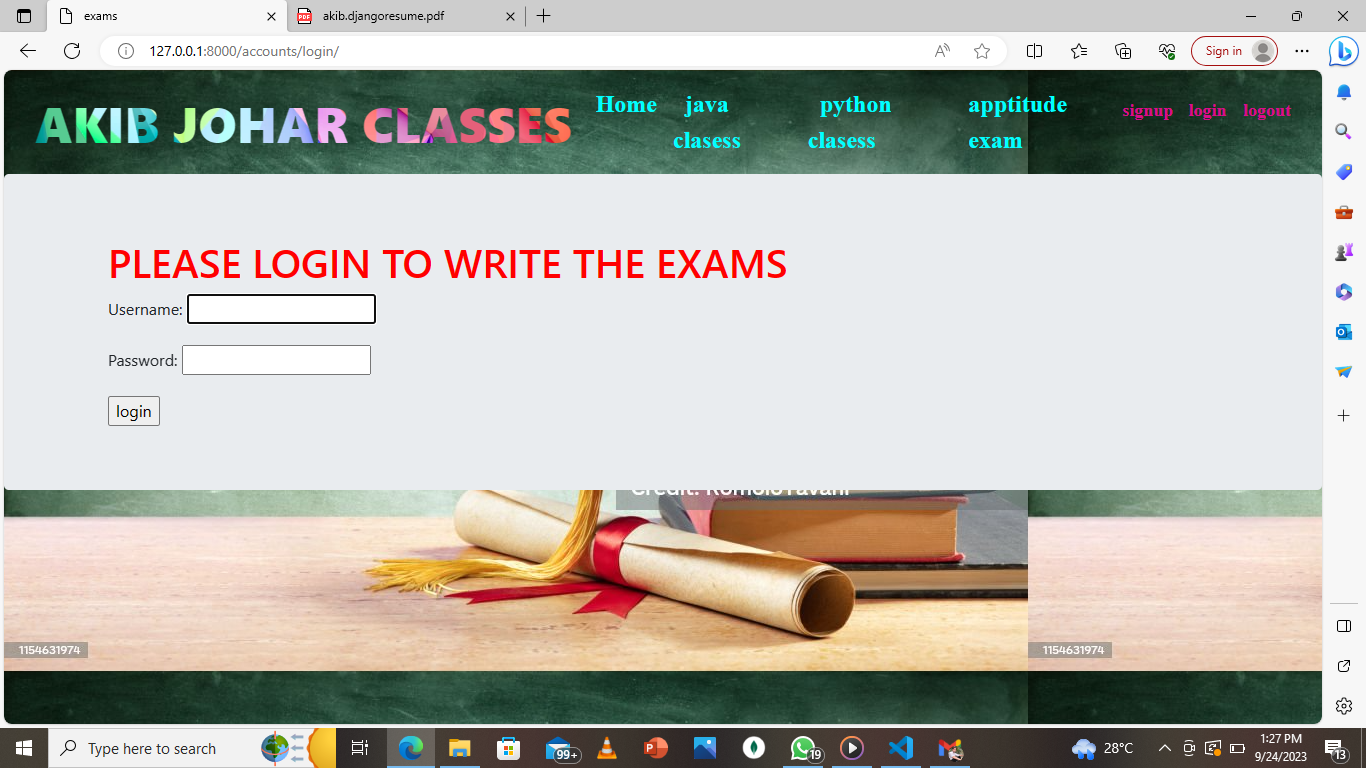 exams
akib.djangoresume.pdf
127.0.0.1:8000/accounts/login/
Sign in
AKIB JOHAR CLASSES
Home
java
clasess
python
clasess
apptitude
exam
signup
login
logout
PLEASE LOGIN TO WRITE THE EXAMS
Username:
Password:
login
Credit: RomoloTavani
1154631974
1154631974
Type here to search
99+
19
28°C
1:27 PM
9/24/2023
13